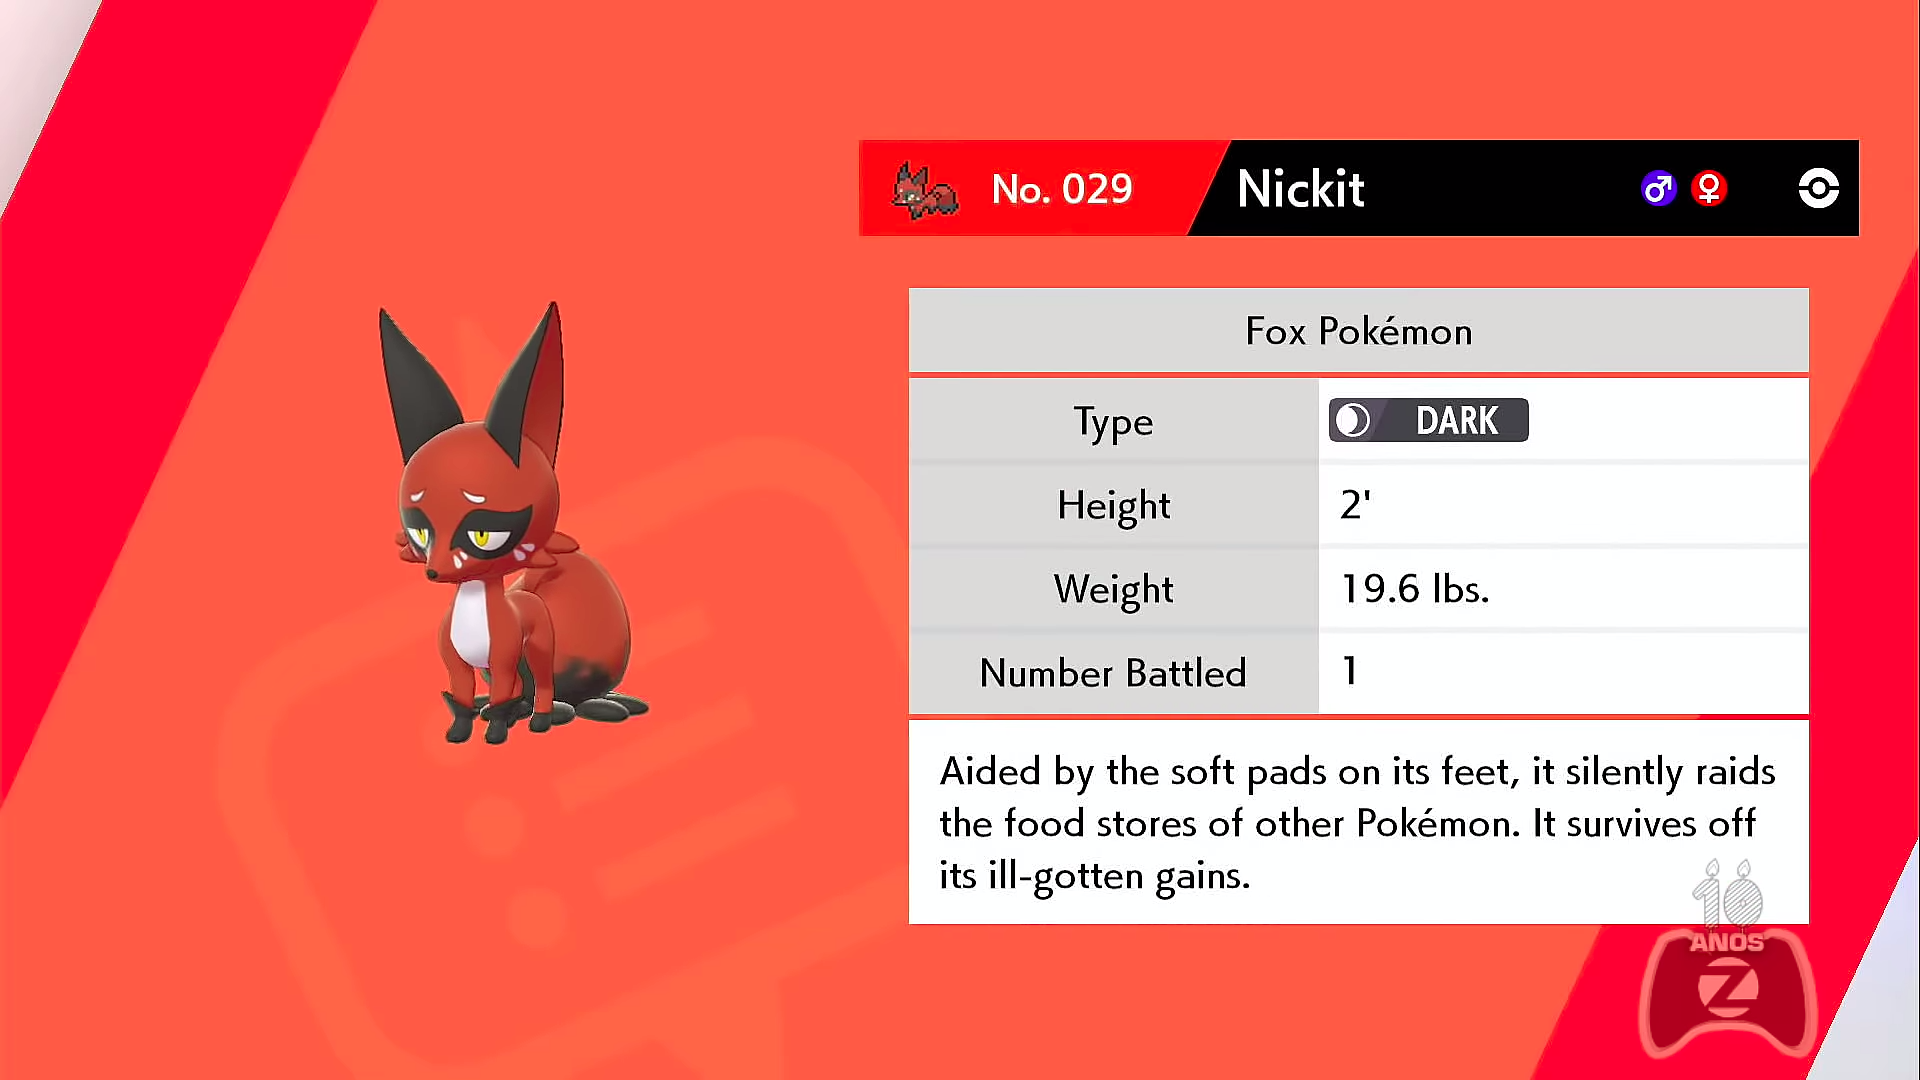 No. 029 Nickit
Fox Pokémon
Type DARK
Height 2'
Weight 19.6 lbs.
Number Battled 1
Aided by the soft pads on its feet, it silently raids
the food stores of other Pokémon. It survives off
its ill-gotten gains.
10
ANOS
Z